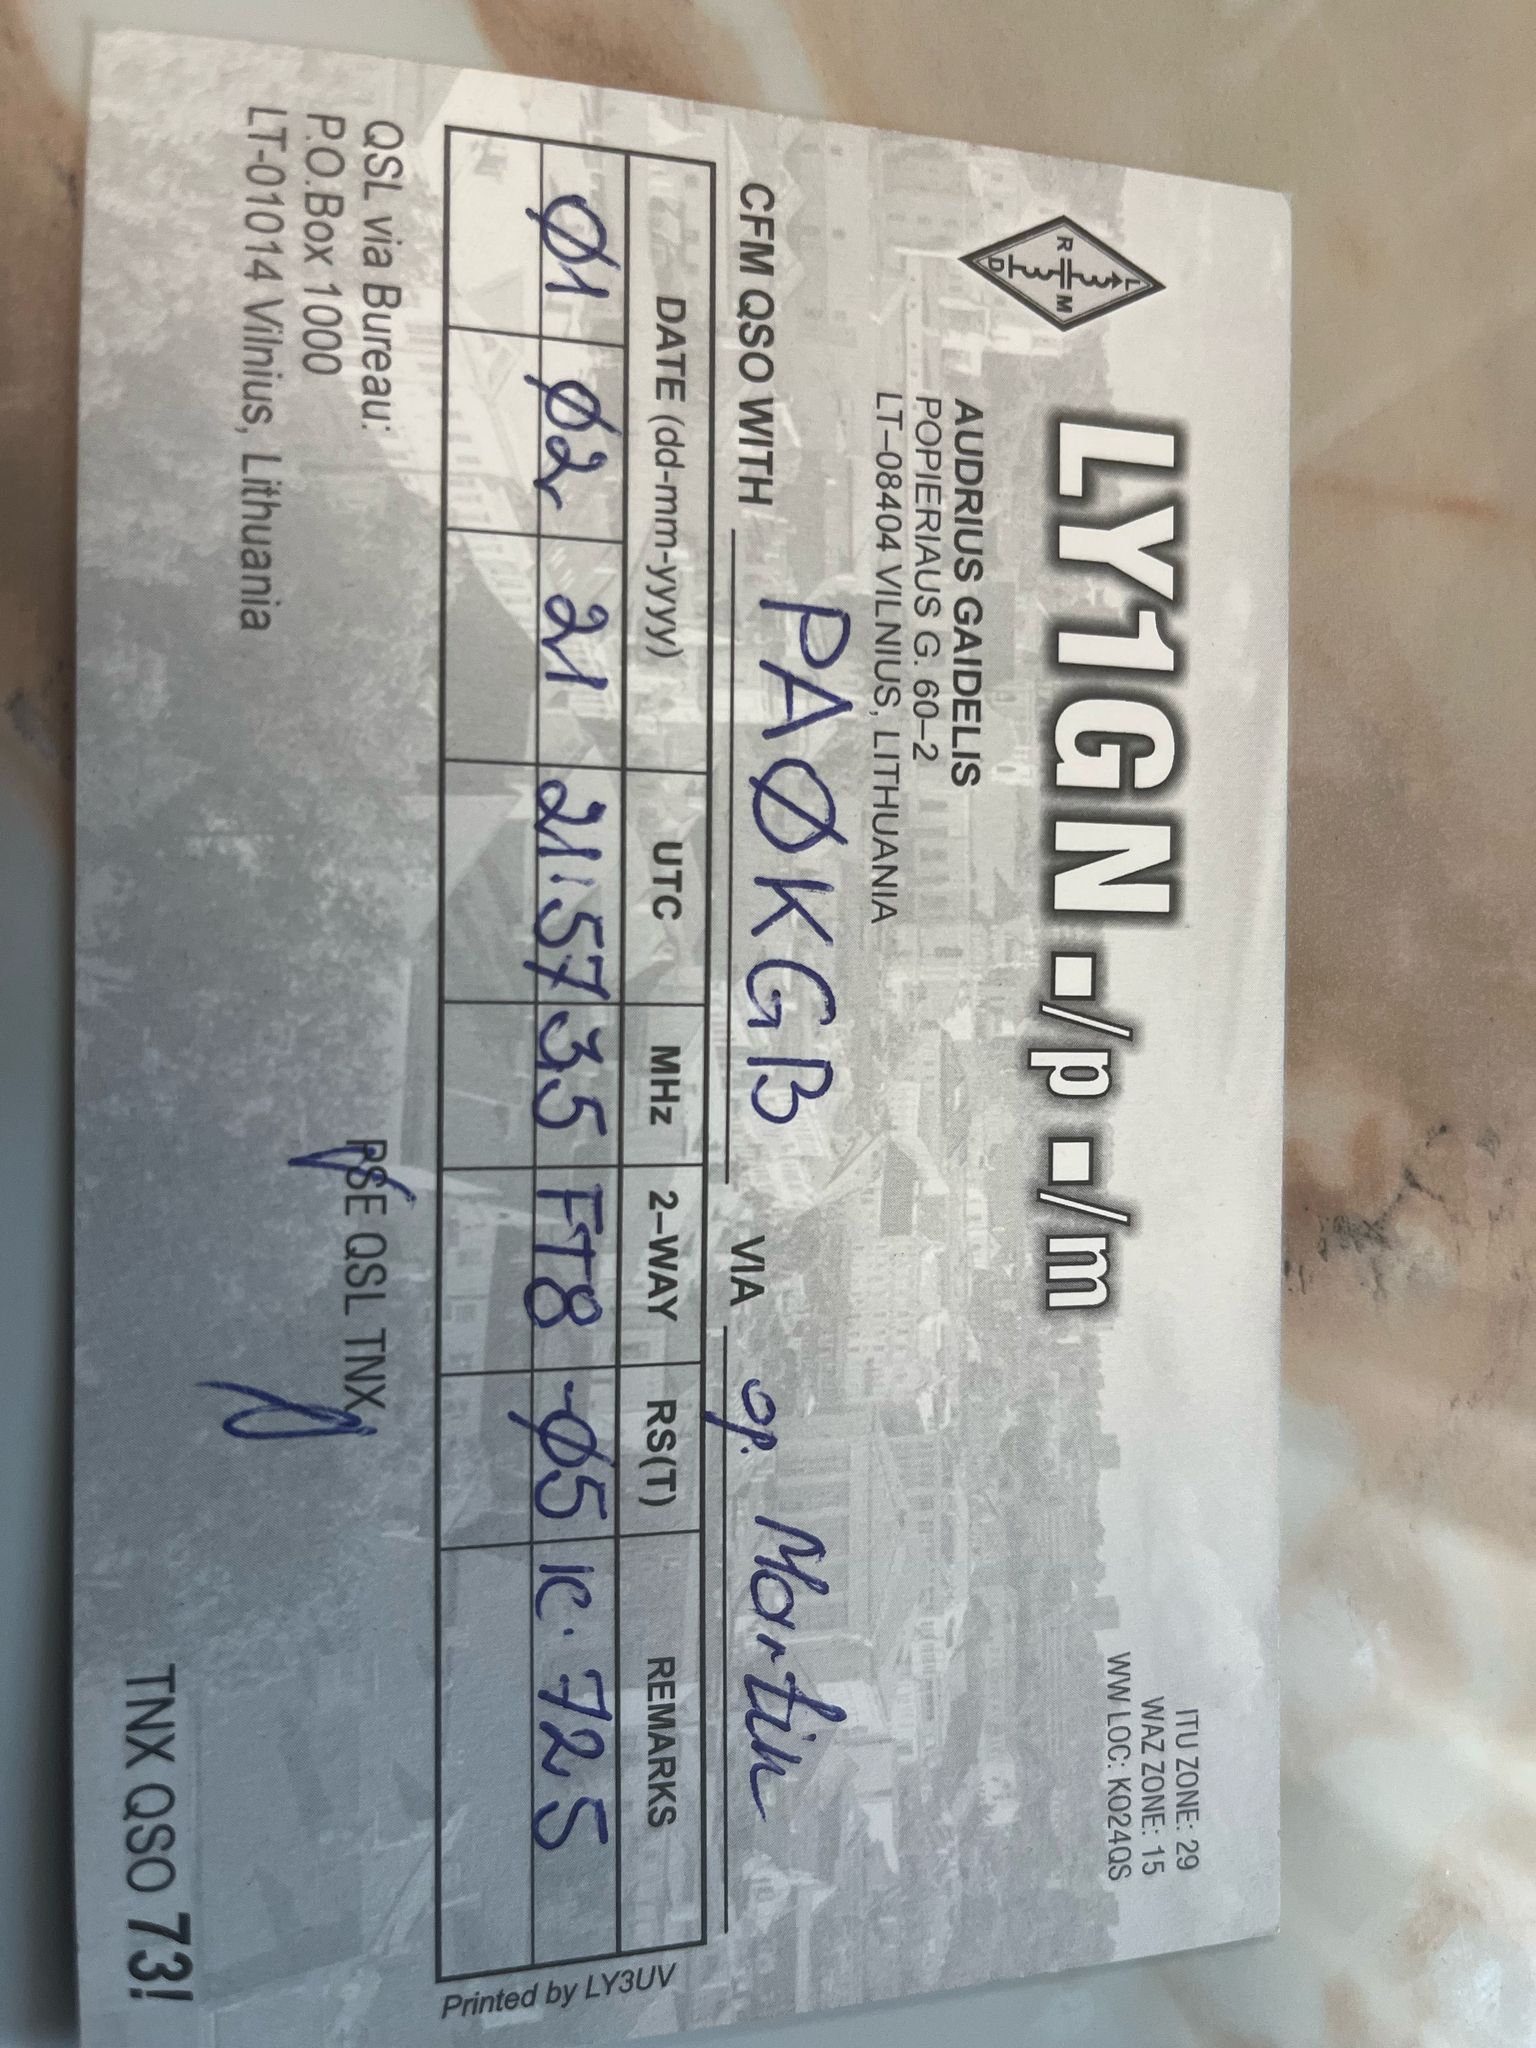 LY1GN ▪/p ▪/m
ITU ZONE: 29
WAZ ZONE: 15
WW LOC: KO24QS
L
R M
D
AUDRIUS GAIDELIS
POPIERIAUS G. 60–2
LT–08404 VILNIUS, LITHUANIA
CFM QSO WITH PAØKGB VIA op. Martin
DATE (dd-mm-yyyy) UTC MHz 2–WAY RS(T) REMARKS
Ø1 Ø2 21 21:57 3,5 FT8 -Ø5 IC-725
Printed by LY3UV
QSL via Bureau:
P.O.Box 1000
LT-01014 Vilnius, Lithuania
PSE QSL TNX
TNX QSO 73!